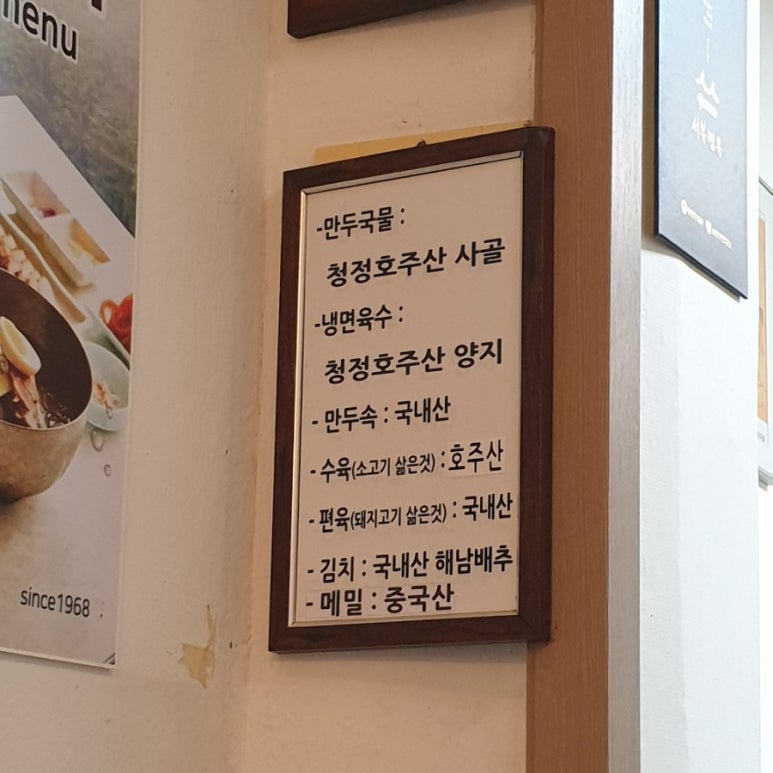 menu
since1968
-만두국물 :
청정호주산 사골
-냉면육수 :
청정호주산 양지
- 만두속 : 국내산
- 수육(소고기 삶은것) : 호주산
- 편육(돼지고기 삶은것) : 국내산
- 김치 : 국내산 해남배추
- 메밀 : 중국산